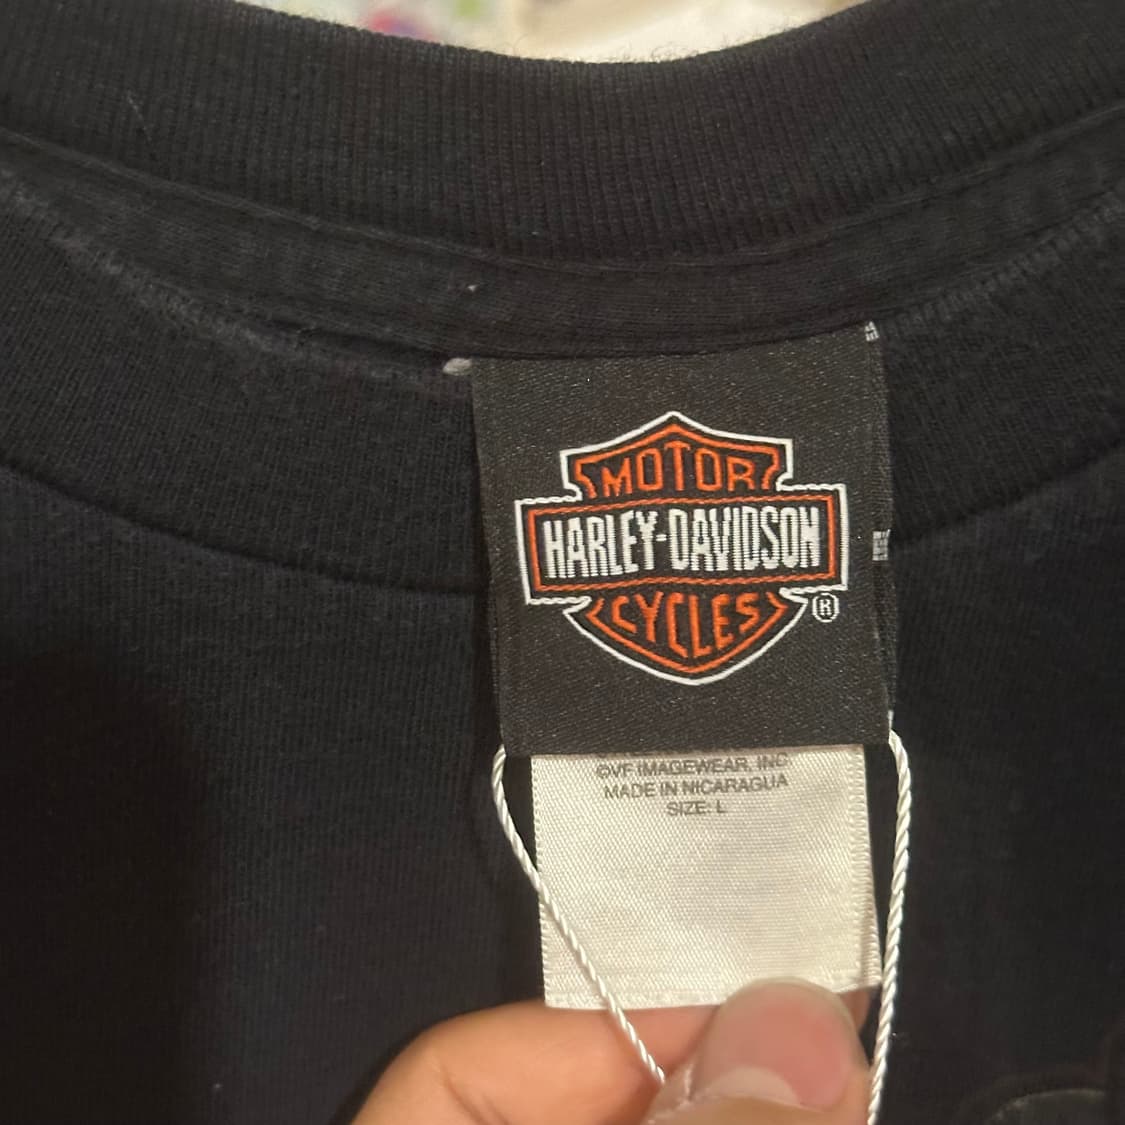 MOTOR
HARLEY-DAVIDSON
CYCLES
®
©VF IMAGEWEAR, INC.
MADE IN NICARAGUA
SIZE: L